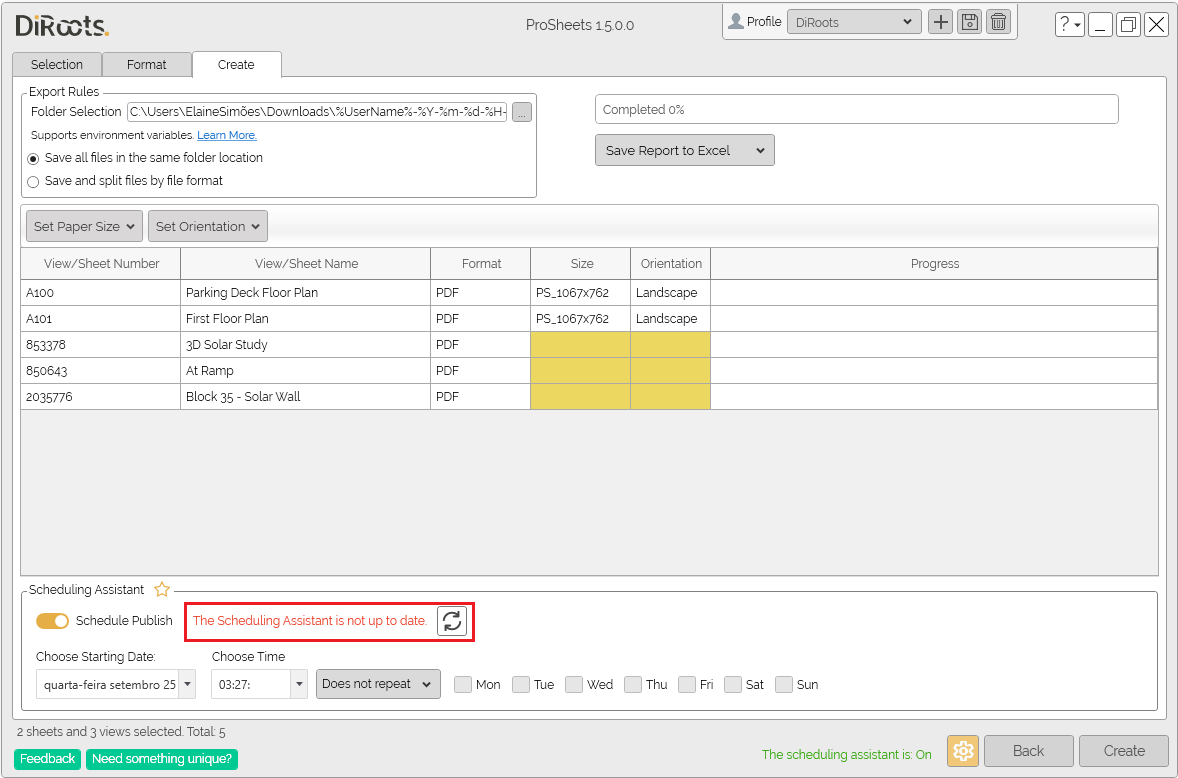 DiRoots.
ProSheets 1.5.0.0
Profile
DiRoots
?
Selection
Format
Create
Export Rules
Folder Selection
C:\Users\ElaineSimões\Downloads\%UserName%-%Y-%m-%d-%H-
...
Supports environment variables. Learn More.
Save all files in the same folder location
Save and split files by file format
Completed 0%
Save Report to Excel
Set Paper Size
Set Orientation
View/Sheet Number View/Sheet Name Format Size Orientation Progress
A100 Parking Deck Floor Plan PDF PS_1067x762 Landscape
A101 First Floor Plan PDF PS_1067x762 Landscape
853378 3D Solar Study PDF
850643 At Ramp PDF
2035776 Block 35 - Solar Wall PDF
Scheduling Assistant
Schedule Publish
The Scheduling Assistant is not up to date.
Choose Starting Date:
Choose Time
quarta-feira setembro 25
03:27:
Does not repeat
Mon Tue Wed Thu Fri Sat Sun
2 sheets and 3 views selected. Total: 5
Feedback
Need something unique?
The scheduling assistant is: On
Back
Create